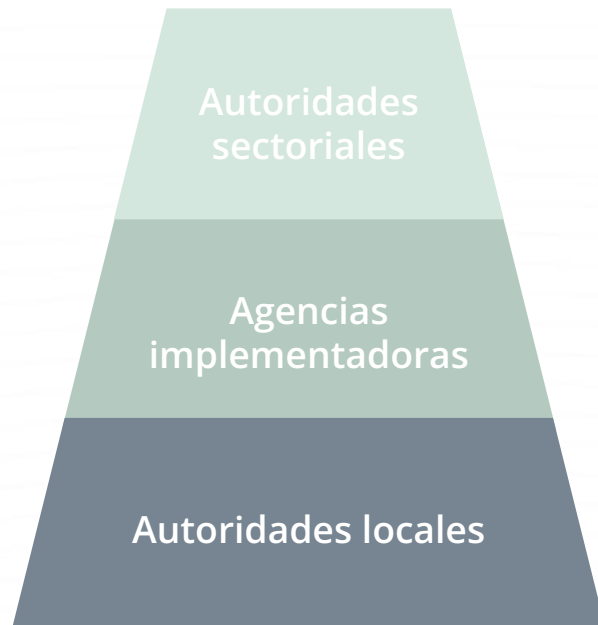 Autoridades
sectoriales
Agencias
implementadoras
Autoridades locales